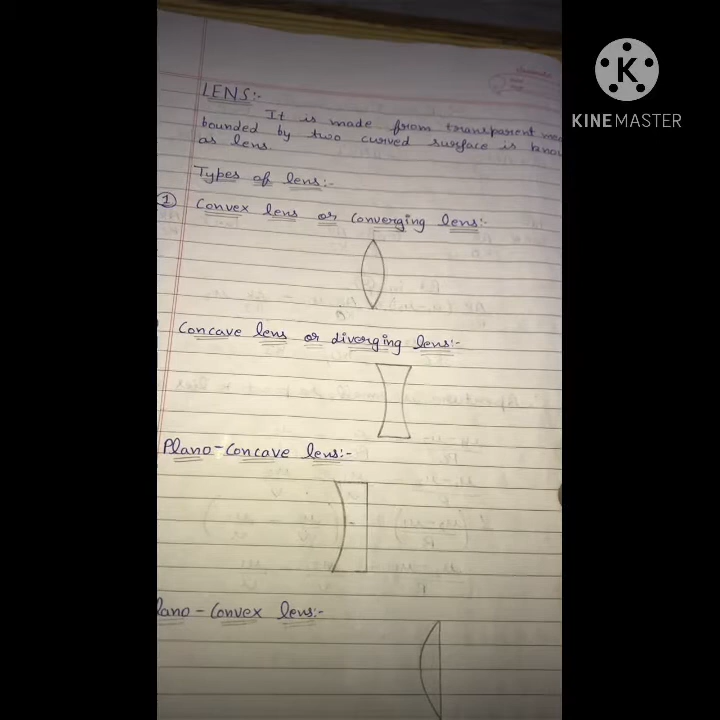 KINEMASTER
LENS:-
It is made from transparent
bounded by two curved surface is
as lens.
Types of lens:-
① Convex lens or Converging lens:-
Concave lens or diverging lens:-
Plano-Concave lens:-
lano-Convex lens:-